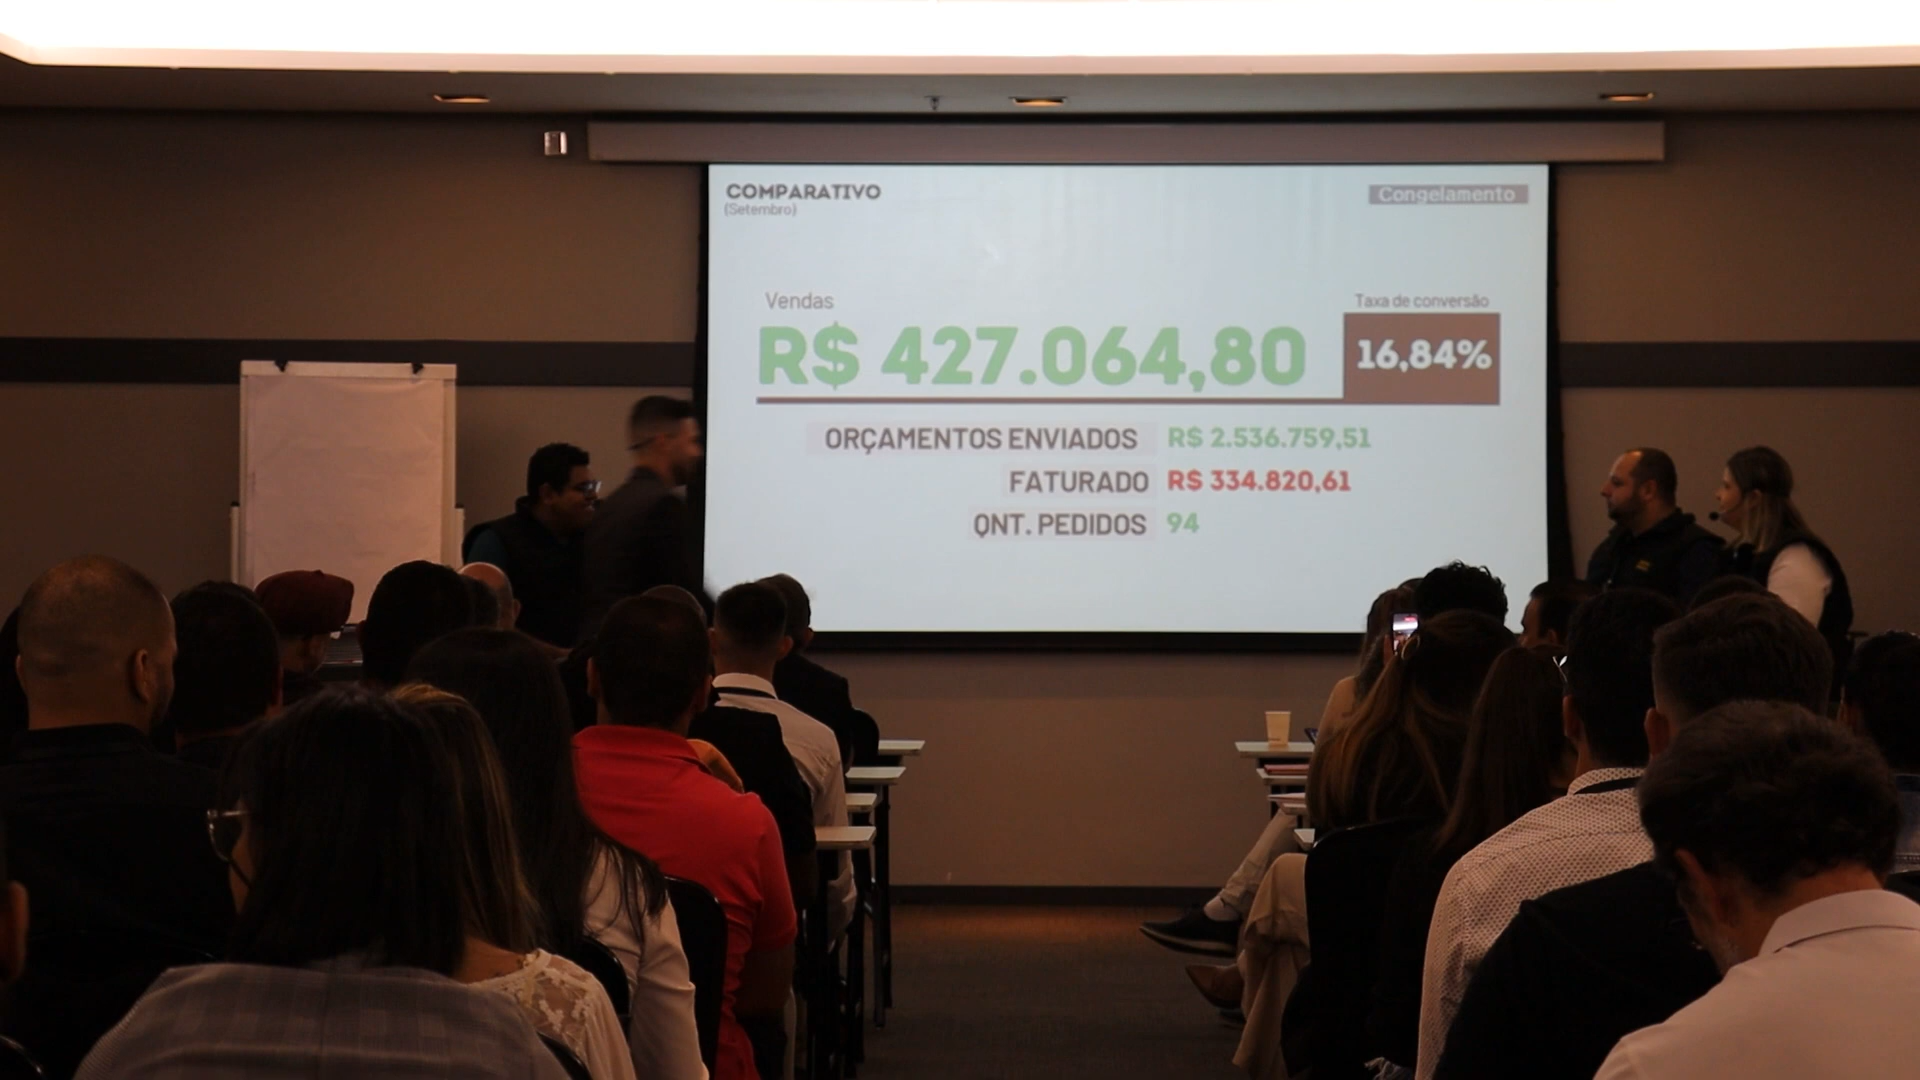 COMPARATIVO
(Setembro)
Congelamento
Vendas
R$ 427.064,80
Taxa de conversão
16,84%
ORÇAMENTOS ENVIADOS R$ 2.536.759,51
FATURADO R$ 334.820,61
QNT. PEDIDOS 94